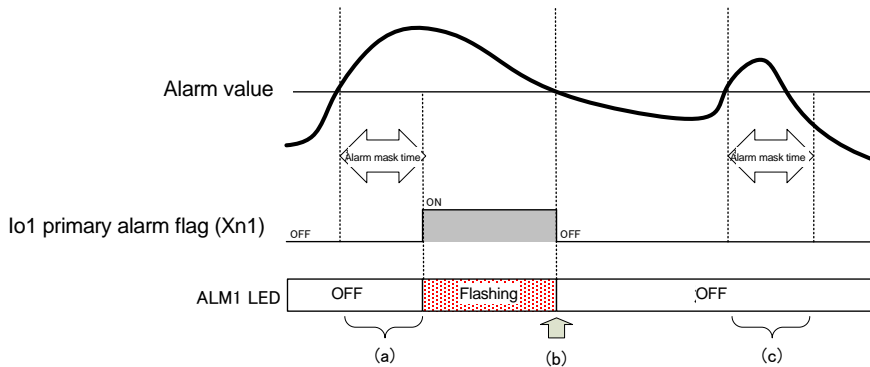 Alarm value
Alarm mask time
Alarm mask time
Io1 primary alarm flag (Xn1)
OFF
ON
OFF
ALM1 LED
OFF
Flashing
OFF
(a)
(b)
(c)